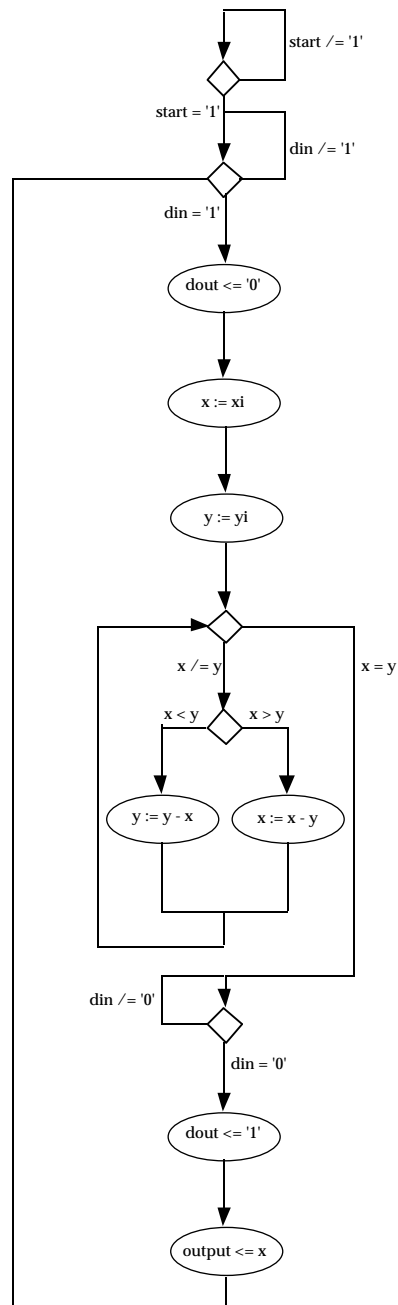 start /= '1'
start = '1'
din /= '1'
din = '1'
dout <= '0'
x := xi
y := yi
x /= y
x = y
x < y
x > y
y := y - x
x := x - y
din /= '0'
din = '0'
dout <= '1'
output <= x